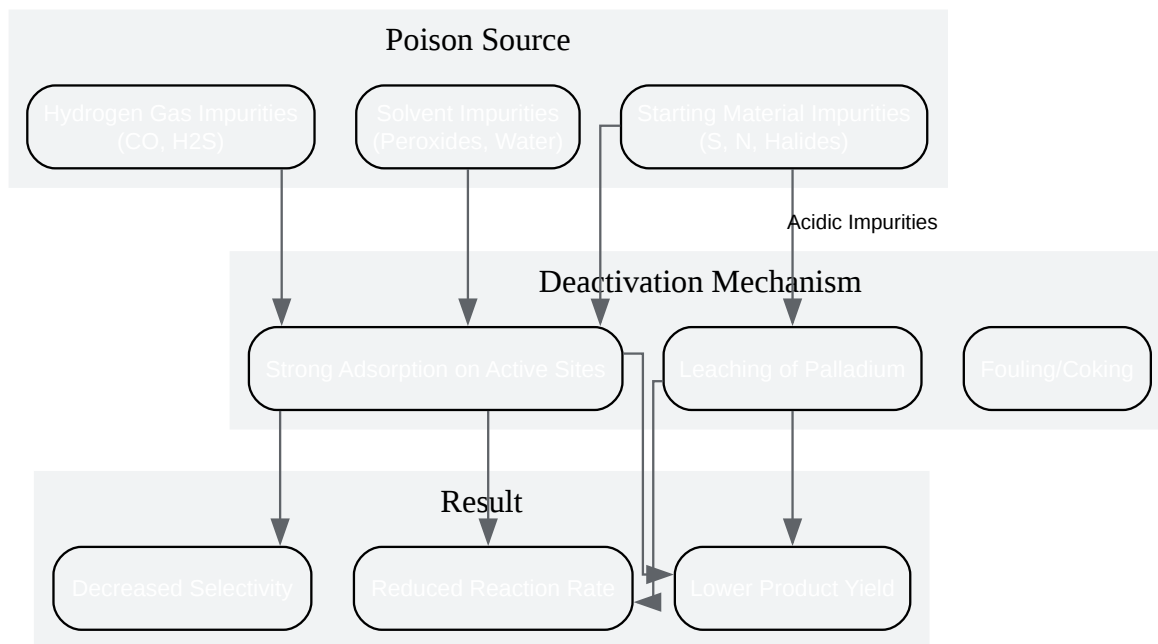 Poison Source
Hydrogen Gas Impurities
(CO, H2S)
Solvent Impurities
(Peroxides, Water)
Starting Material Impurities
(S, N, Halides)
Acidic Impurities
Deactivation Mechanism
Strong Adsorption on Active Sites
Leaching of Palladium
Fouling/Coking
Result
Decreased Selectivity
Reduced Reaction Rate
Lower Product Yield